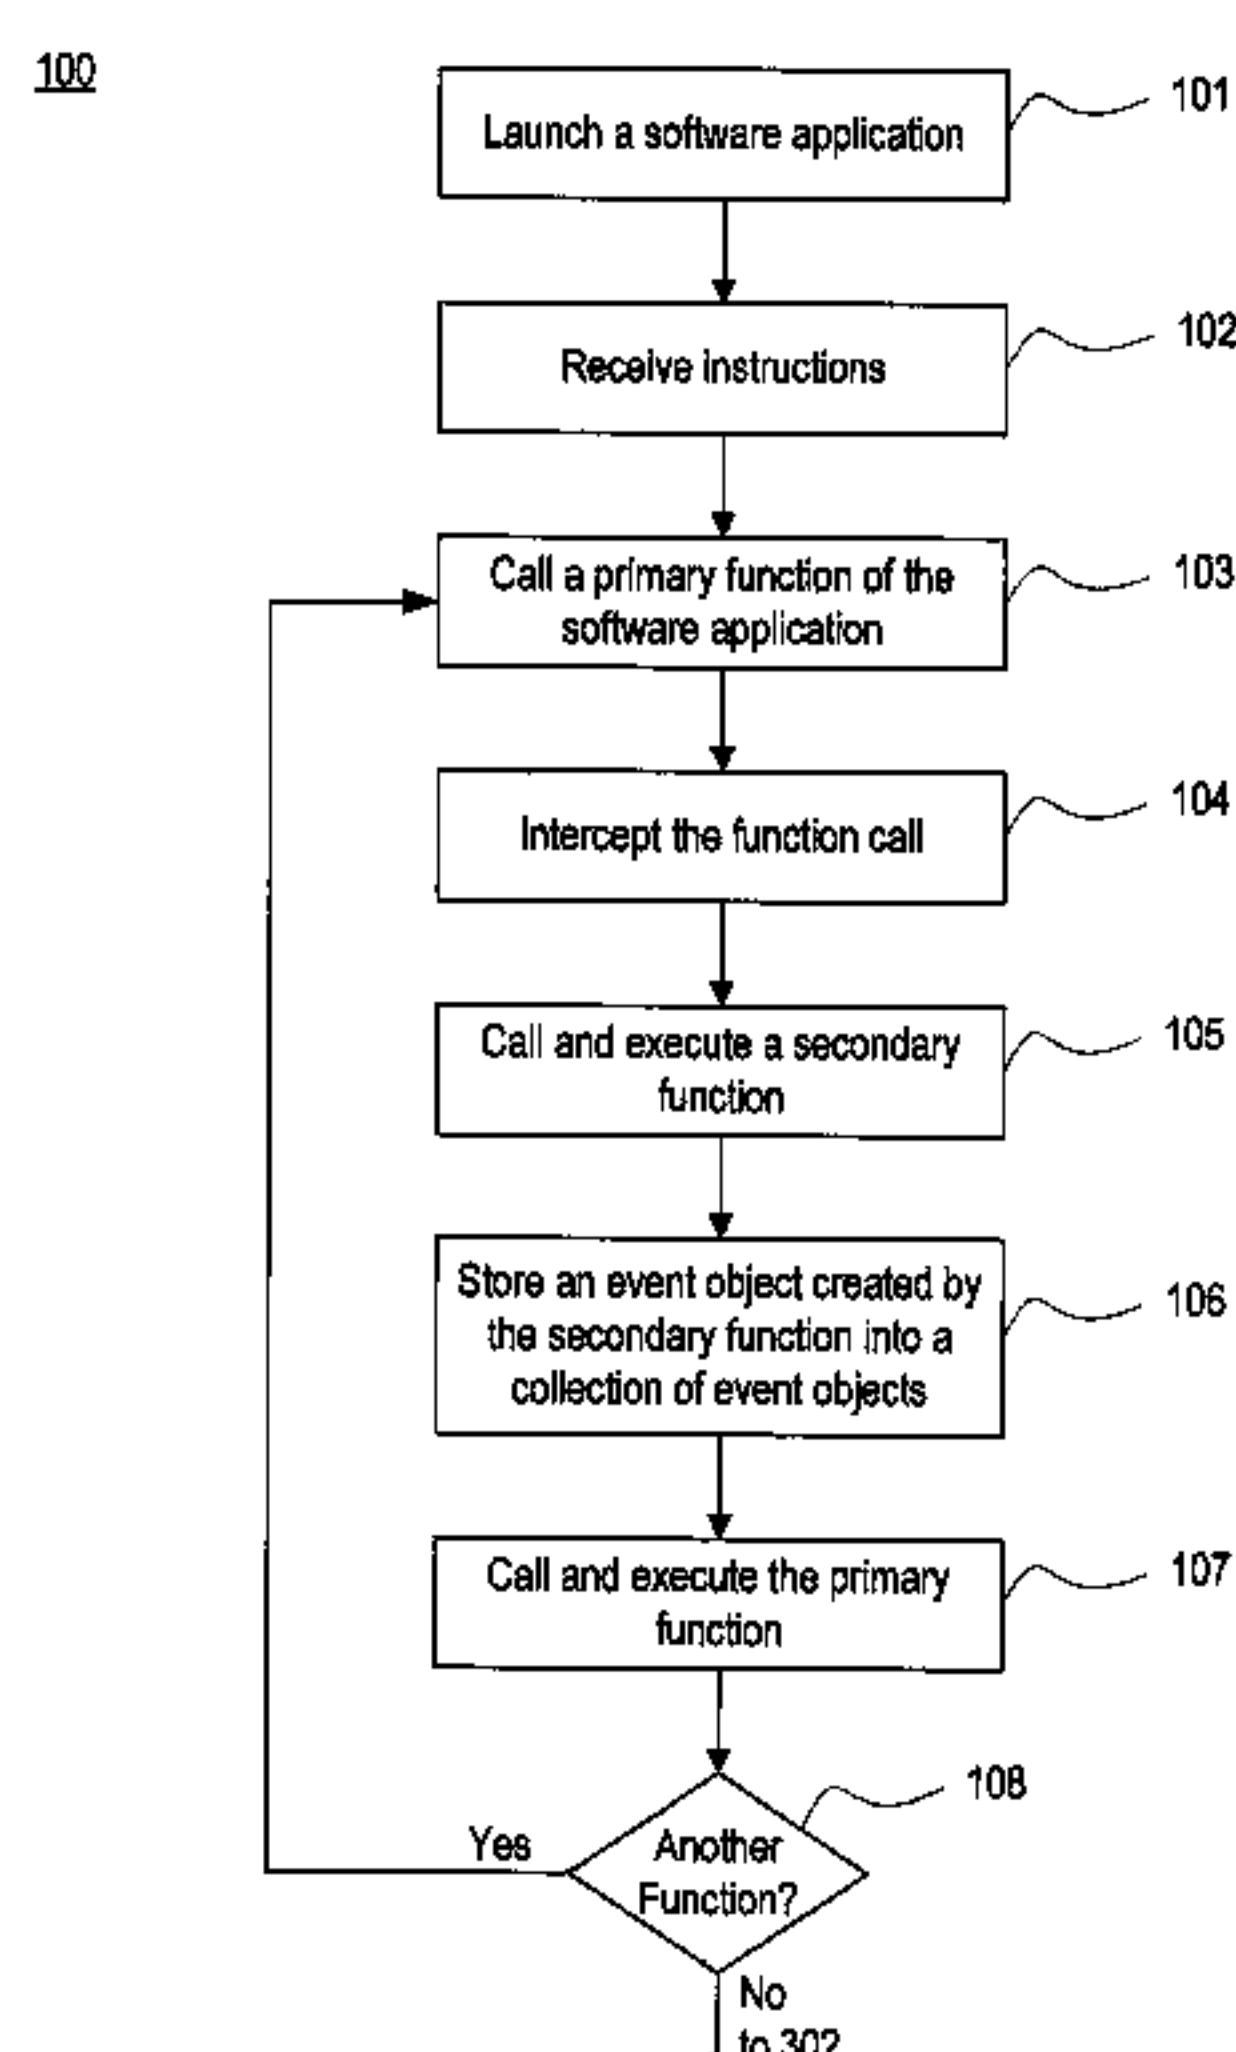 100
Launch a software application
101
Receive instructions
102
Call a primary function of the
software application
103
Intercept the function call
104
Call and execute a secondary
function
105
Store an event object created by
the secondary function into a
collection of event objects
106
Call and execute the primary
function
107
108
Another
Function?
Yes
No
to 302